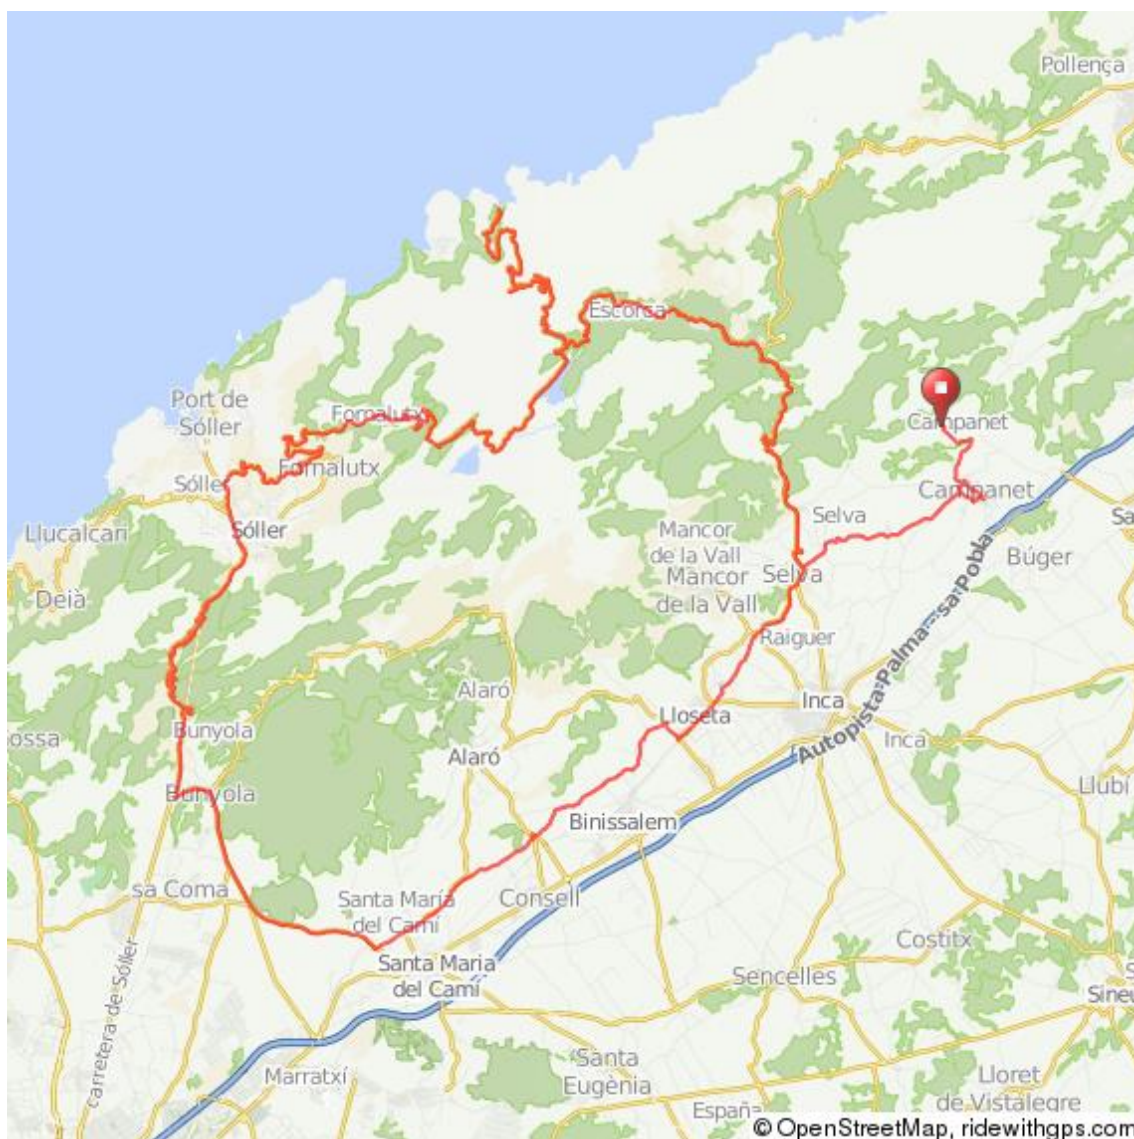 Pollença
Escorca
Port de
Sóller
Fornalutx
Campanet
Fornalutx
Sóller
Campanet
Selva
Llucalcari
Sóller
Mancor
de la Vall
Búger
Deià
Mancor
de la Vall
Selva
Raiguer
Autopista Palma - sa Pobla
Alaró
Inca
Lloseta
Bunyola
Inca
Alaró
Llubí
Bunyola
Binissalem
sa Coma
Santa María
del Camí
Consell
Costitx
Santa Maria
del Camí
Sencelles
carretera de Sóller
Marratxí
Santa
Eugènia
Lloret
de Vistalegre
España
© OpenStreetMap, ridewithgps.com